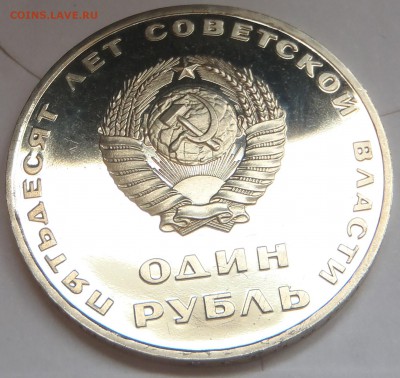 COINS.LAVE.RU
ПЯТЬДЕСЯТ ЛЕТ СОВЕТСКОЙ ВЛАСТИ
ОДИН
РУБЛЬ